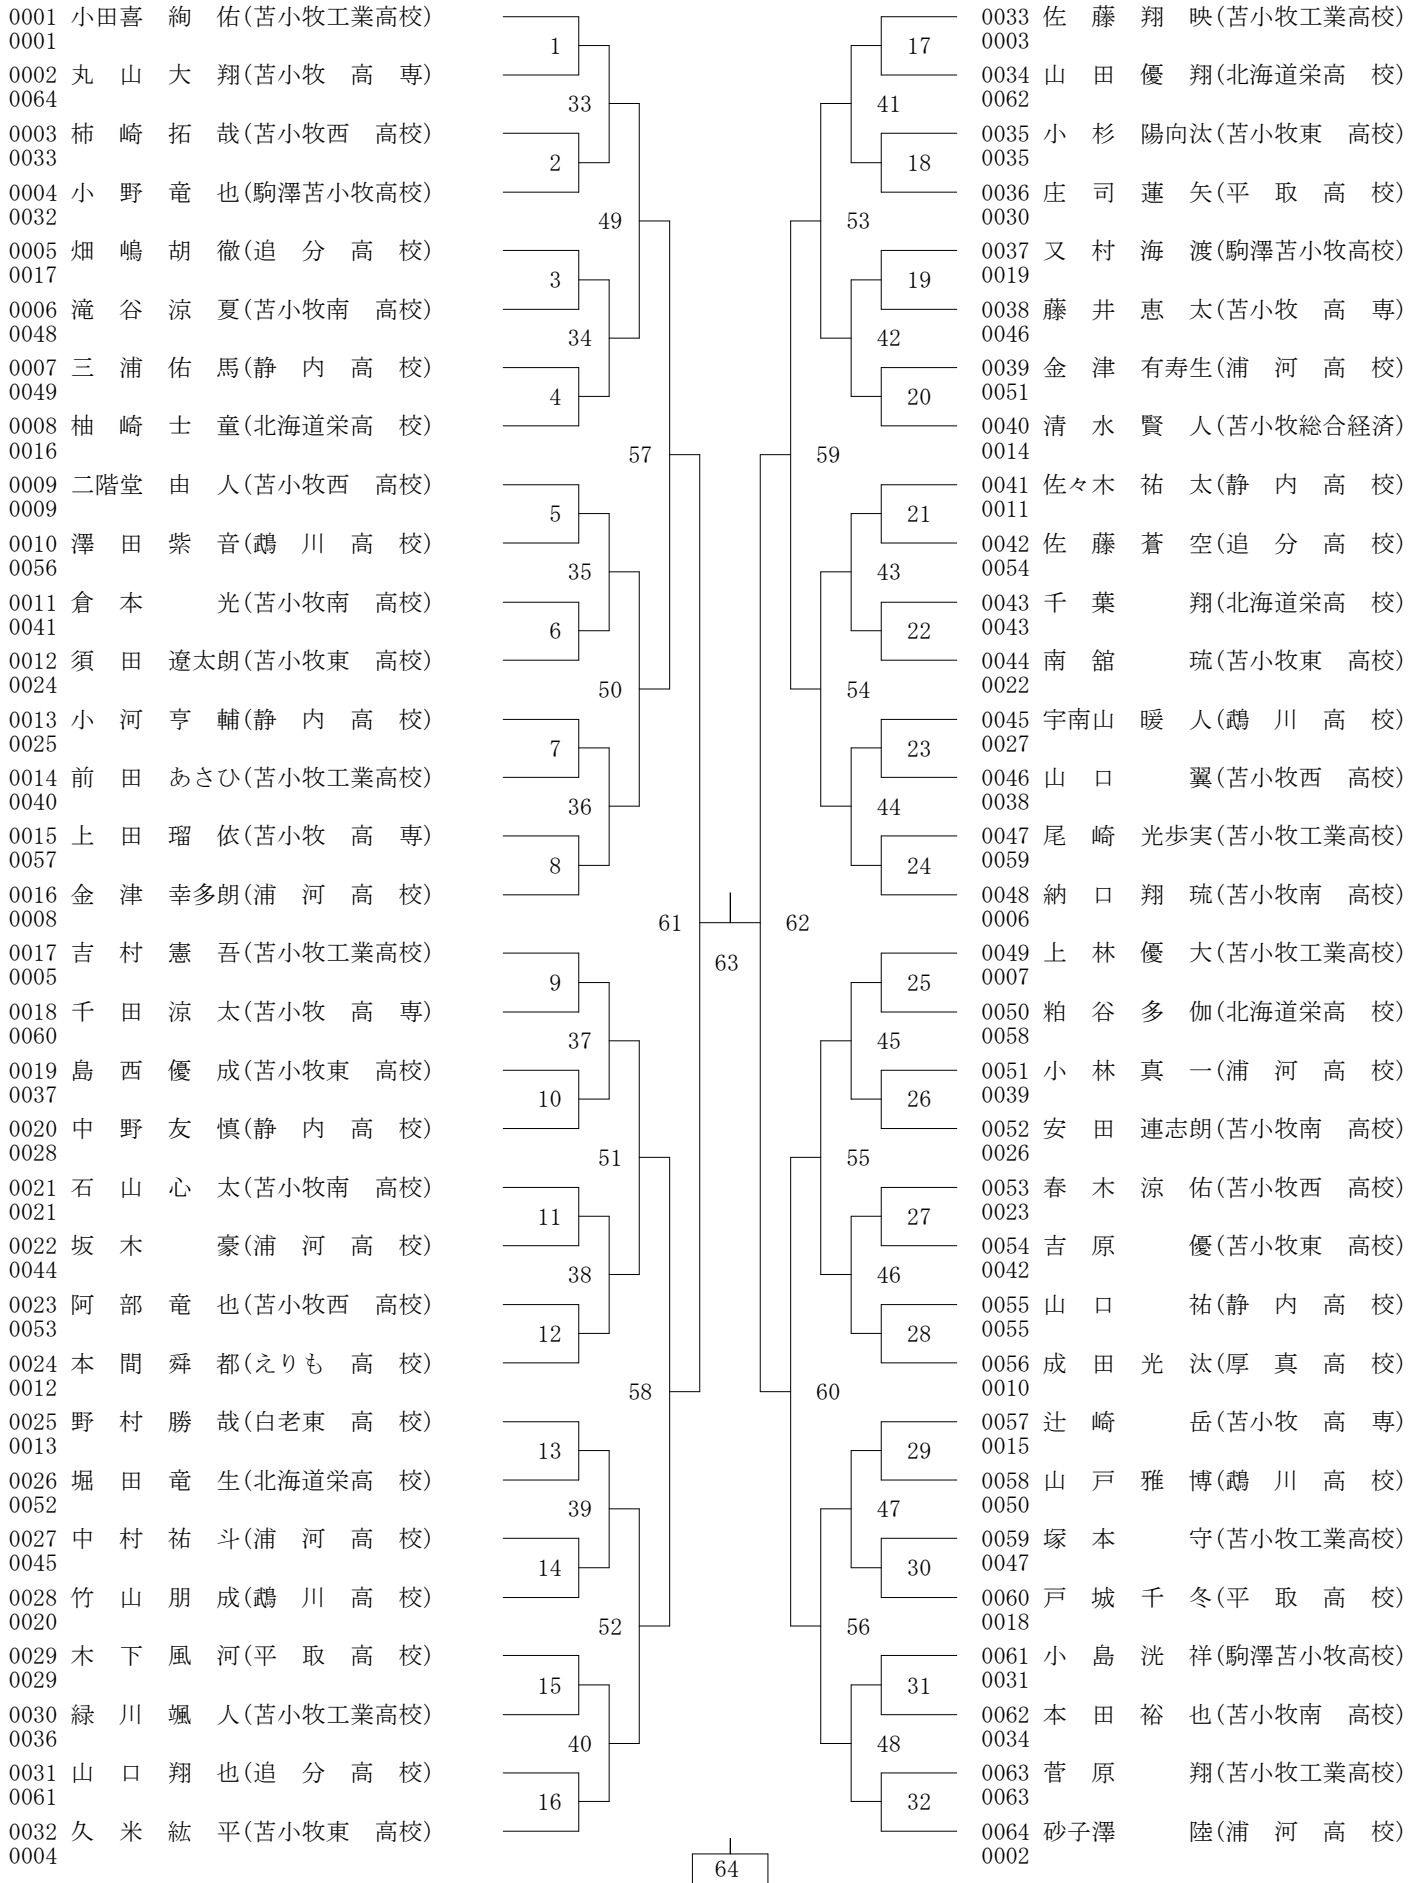 0001 小田喜 絢 佑(苫小牧工業高校)
0001
1
0002 丸 山 大 翔(苫小牧 高 専)
0064
33
0003 柿 崎 拓 哉(苫小牧西 高校)
0033
2
0004 小 野 竜 也(駒澤苫小牧高校)
0032
49
0005 畑 嶋 胡 徹(追 分 高 校)
0017
3
0006 滝 谷 涼 夏(苫小牧南 高校)
0048
34
0007 三 浦 佑 馬(静 内 高 校)
0049
4
0008 柚 崎 士 童(北海道栄高 校)
0016
57
0009 二階堂 由 人(苫小牧西 高校)
0009
5
0010 澤 田 紫 音(鵡 川 高 校)
0056
35
0011 倉 本 光(苫小牧南 高校)
0041
6
0012 須 田 遼太朗(苫小牧東 高校)
0024
50
0013 小 河 亨 輔(静 内 高 校)
0025
7
0014 前 田 あさひ(苫小牧工業高校)
0040
36
0015 上 田 瑠 依(苫小牧 高 専)
0057
8
0016 金 津 幸多朗(浦 河 高 校)
0008
61
0017 吉 村 憲 吾(苫小牧工業高校)
0005
9
0018 千 田 涼 太(苫小牧 高 専)
0060
37
0019 島 西 優 成(苫小牧東 高校)
0037
10
0020 中 野 友 慎(静 内 高 校)
0028
51
0021 石 山 心 太(苫小牧南 高校)
0021
11
0022 坂 木 豪(浦 河 高 校)
0044
38
0023 阿 部 竜 也(苫小牧西 高校)
0053
12
0024 本 間 舜 都(えりも 高 校)
0012
58
0025 野 村 勝 哉(白老東 高 校)
0013
13
0026 堀 田 竜 生(北海道栄高 校)
0052
39
0027 中 村 祐 斗(浦 河 高 校)
0045
14
0028 竹 山 朋 成(鵡 川 高 校)
0020
52
0029 木 下 風 河(平 取 高 校)
0029
15
0030 緑 川 颯 人(苫小牧工業高校)
0036
40
0031 山 口 翔 也(追 分 高 校)
0061
16
0032 久 米 紘 平(苫小牧東 高校)
0004
63
64
0033 佐 藤 翔 映(苫小牧工業高校)
0003
17
0034 山 田 優 翔(北海道栄高 校)
0062
41
0035 小 杉 陽向汰(苫小牧東 高校)
0035
18
0036 庄 司 蓮 矢(平 取 高 校)
0030
53
0037 又 村 海 渡(駒澤苫小牧高校)
0019
19
0038 藤 井 恵 太(苫小牧 高 専)
0046
42
0039 金 津 有寿生(浦 河 高 校)
0051
20
0040 清 水 賢 人(苫小牧総合経済)
0014
59
0041 佐々木 祐 太(静 内 高 校)
0011
21
0042 佐 藤 蒼 空(追 分 高 校)
0054
43
0043 千 葉 翔(北海道栄高 校)
0043
22
0044 南 舘 琉(苫小牧東 高校)
0022
54
0045 宇南山 暖 人(鵡 川 高 校)
0027
23
0046 山 口 翼(苫小牧西 高校)
0038
44
0047 尾 崎 光歩実(苫小牧工業高校)
0059
24
0048 納 口 翔 琉(苫小牧南 高校)
0006
62
0049 上 林 優 大(苫小牧工業高校)
0007
25
0050 粕 谷 多 伽(北海道栄高 校)
0058
45
0051 小 林 真 一(浦 河 高 校)
0039
26
0052 安 田 連志朗(苫小牧南 高校)
0026
55
0053 春 木 涼 佑(苫小牧西 高校)
0023
27
0054 吉 原 優(苫小牧東 高校)
0042
46
0055 山 口 祐(静 内 高 校)
0055
28
0056 成 田 光 汰(厚 真 高 校)
0010
60
0057 辻 崎 岳(苫小牧 高 専)
0015
29
0058 山 戸 雅 博(鵡 川 高 校)
0050
47
0059 塚 本 守(苫小牧工業高校)
0047
30
0060 戸 城 千 冬(平 取 高 校)
0018
56
0061 小 島 洸 祥(駒澤苫小牧高校)
0031
31
0062 本 田 裕 也(苫小牧南 高校)
0034
48
0063 菅 原 翔(苫小牧工業高校)
0063
32
0064 砂子澤 陸(浦 河 高 校)
0002